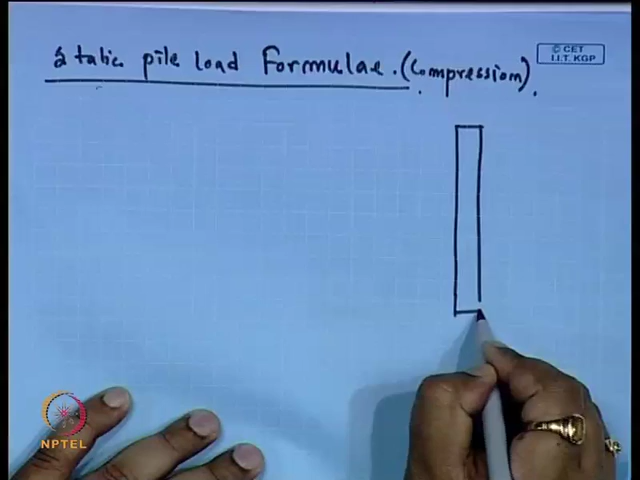 Static pile load Formulae. (Compression).
© CET
I.I.T. KGP
NPTEL